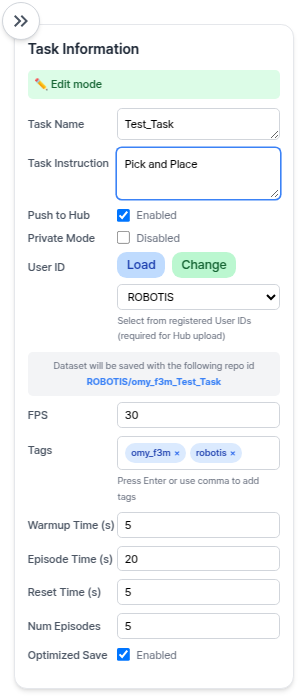 Task Information
✏️ Edit mode
Task Name Test_Task
Task Instruction Pick and Place
Push to Hub Enabled
Private Mode Disabled
User ID Load Change
ROBOTIS
Select from registered User IDs
(required for Hub upload)
Dataset will be saved with the following repo id
ROBOTIS/omy_f3m_Test_Task
FPS 30
Tags omy_f3m × robotis ×
Press Enter or use comma to add
tags
Warmup Time (s) 5
Episode Time (s) 20
Reset Time (s) 5
Num Episodes 5
Optimized Save Enabled